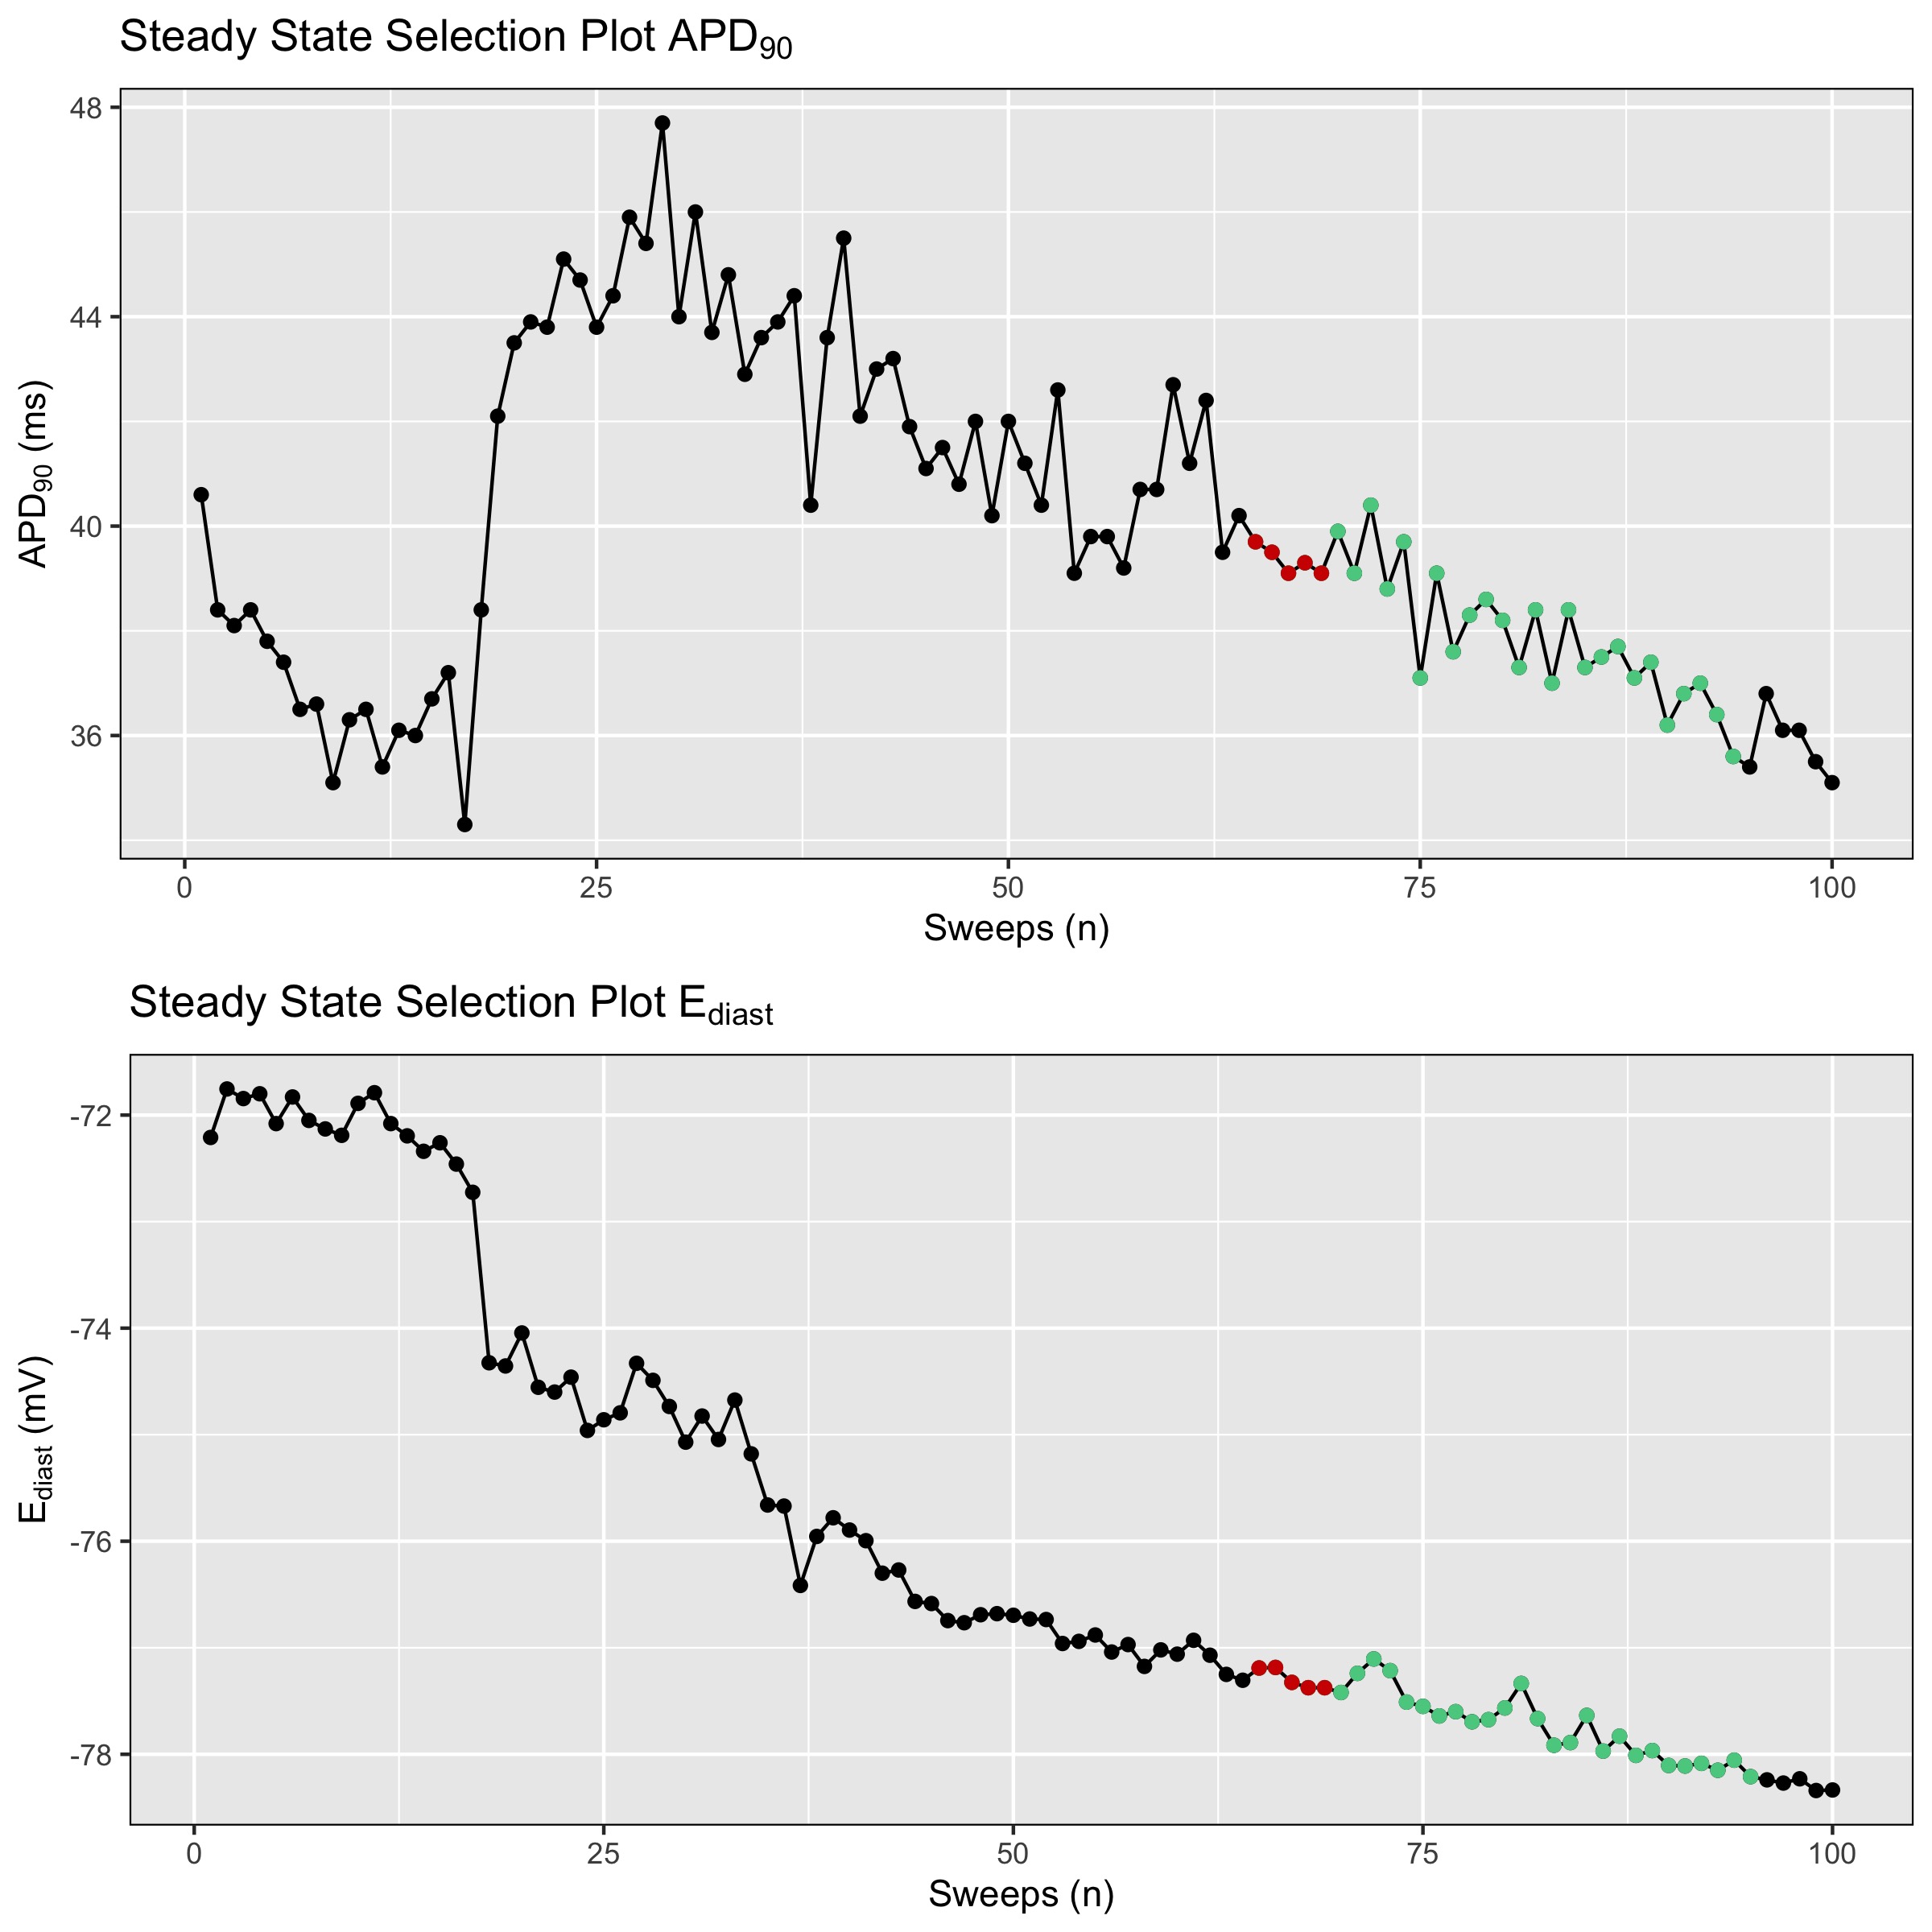 Steady State Selection Plot APD90
48
44
40
36
APD90 (ms)
0 25 50 75 100
Sweeps (n)
Steady State Selection Plot Ediast
-72
-74
-76
-78
Ediast (mV)
0 25 50 75 100
Sweeps (n)